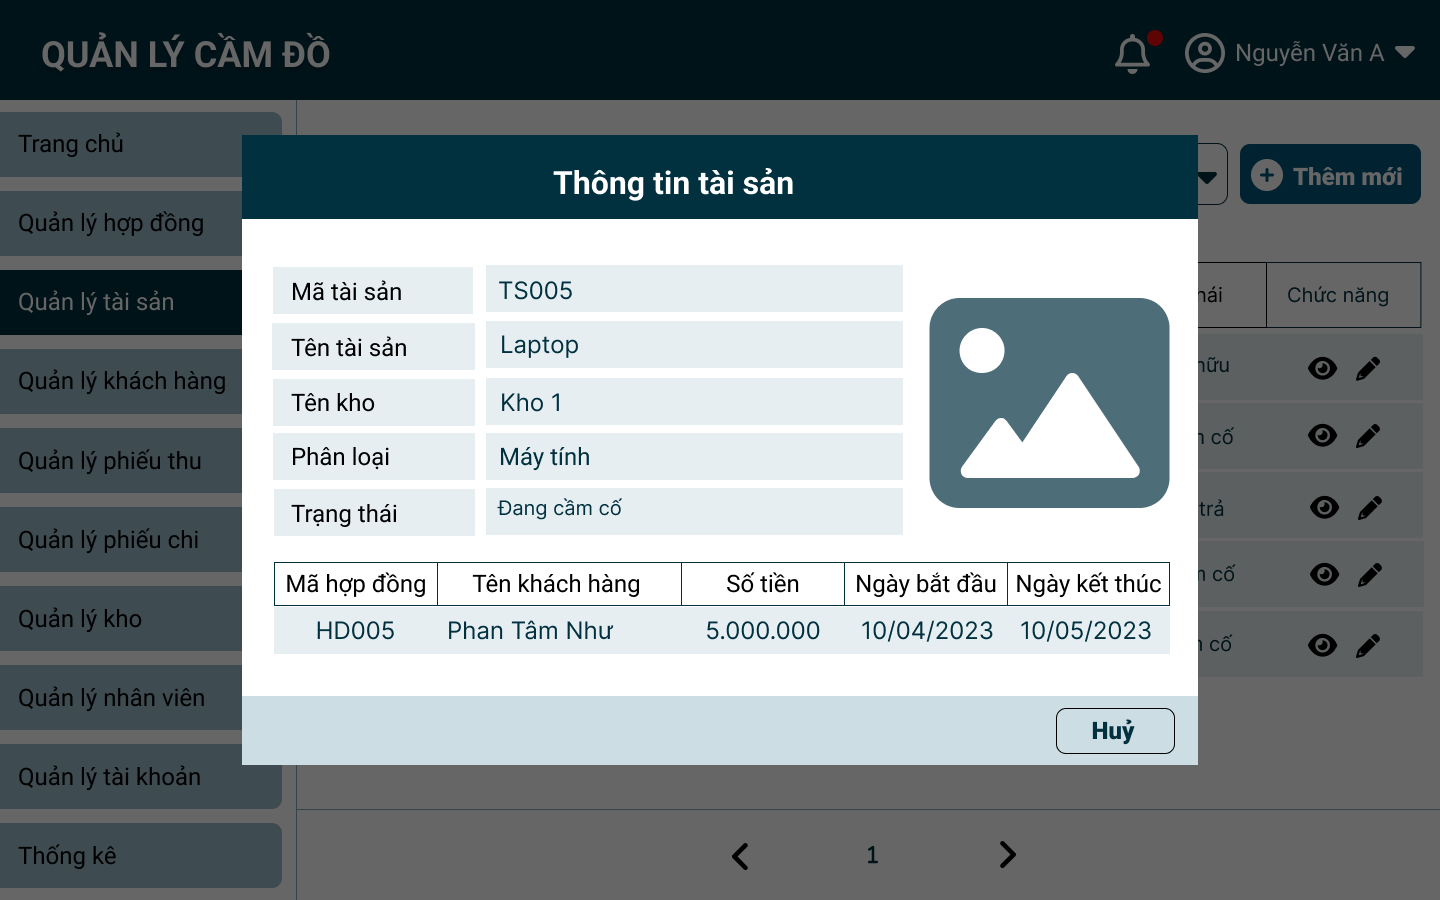 QUẢN LÝ CẦM ĐỒ
Nguyễn Văn A
Trang chủ
Quản lý hợp đồng
Quản lý tài sản
Quản lý khách hàng
Quản lý phiếu thu
Quản lý phiếu chi
Quản lý kho
Quản lý nhân viên
Quản lý tài khoản
Thống kê
Thêm mới
Chức năng
cố
trả
cố
cố
Thông tin tài sản
Mã tài sản TS005
Tên tài sản Laptop
Tên kho Kho 1
Phân loại Máy tính
Trạng thái Đang cầm cố
Mã hợp đồng Tên khách hàng Số tiền Ngày bắt đầu Ngày kết thúc
HD005 Phan Tâm Như 5.000.000 10/04/2023 10/05/2023
Huỷ
1